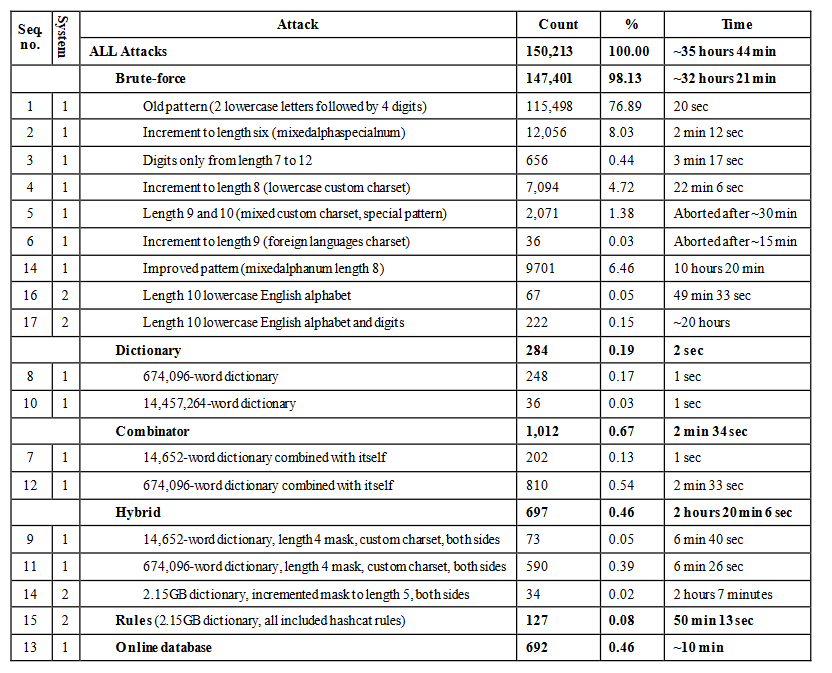 Seq. no. System Attack Count % Time
ALL Attacks 150,213 100.00 ~35 hours 44 min
Brute-force 147,401 98.13 ~32 hours 21 min
1 1 Old pattern (2 lowercase letters followed by 4 digits) 115,498 76.89 20 sec
2 1 Increment to length six (mixedalphaspecialnum) 12,056 8.03 2 min 12 sec
3 1 Digits only from length 7 to 12 656 0.44 3 min 17 sec
4 1 Increment to length 8 (lowercase custom charset) 7,094 4.72 22 min 6 sec
5 1 Length 9 and 10 (mixed custom charset, special pattern) 2,071 1.38 Aborted after ~30 min
6 1 Increment to length 9 (foreign languages charset) 36 0.03 Aborted after ~15 min
14 1 Improved pattern (mixedalphanum length 8) 9701 6.46 10 hours 20 min
16 2 Length 10 lowercase English alphabet 67 0.05 49 min 33 sec
17 2 Length 10 lowercase English alphabet and digits 222 0.15 ~20 hours
Dictionary 284 0.19 2 sec
8 1 674,096-word dictionary 248 0.17 1 sec
10 1 14,457,264-word dictionary 36 0.03 1 sec
Combinator 1,012 0.67 2 min 34 sec
7 1 14,652-word dictionary combined with itself 202 0.13 1 sec
12 1 674,096-word dictionary combined with itself 810 0.54 2 min 33 sec
Hybrid 697 0.46 2 hours 20 min 6 sec
9 1 14,652-word dictionary, length 4 mask, custom charset, both sides 73 0.05 6 min 40 sec
11 1 674,096-word dictionary, length 4 mask, custom charset, both sides 590 0.39 6 min 26 sec
14 2 2.15GB dictionary, incremented mask to length 5, both sides 34 0.02 2 hours 7 minutes
15 2 Rules (2.15GB dictionary, all included hashcat rules) 127 0.08 50 min 13 sec
13 1 Online database 692 0.46 ~10 min